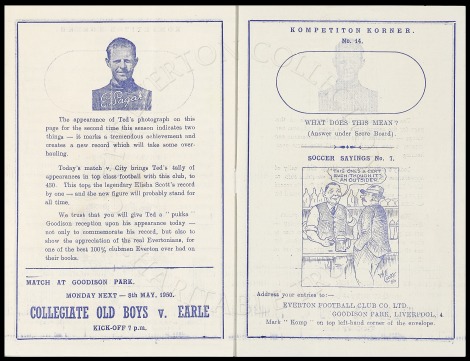 E. Sagar
The appearance of Ted's photograph on this
page for the second time this season indicates two
things — it marks a tremendous achievement and
creates a new record which will take some over-
hauling.
Today's match v. City brings Ted's tally of
appearances in top class football with this club, to
430. This tops the legendary Elisha Scott's record
by one — and the new figure will probably stand for
all time.
We trust that you will give Ted a " pukka "
Goodison reception upon his appearance today —
not only to commemorate his record, but also to
show the appreciation of the real Evertonians, for
one of the best 100% clubmen Everton ever had on
their books.
MATCH AT GOODISON PARK.
MONDAY NEXT — 8th MAY, 1950.
COLLEGIATE OLD BOYS v. EARLE
KICK-OFF 7 p.m.
KOMPETITON KORNER.
No. 14.
WHAT DOES THIS MEAN?
(Answer under Score Board).
SOCCER SAYINGS No. 7.
"THIS ONE'S A CERT
SUCH THOUGHT IT
AN OUTSIDER
Address your entries to:—
EVERTON FOOTBALL CLUB CO. LTD.,
GOODISON PARK, LIVERPOOL, 4.
Mark "Komp" on top left-hand corner of the envelope.